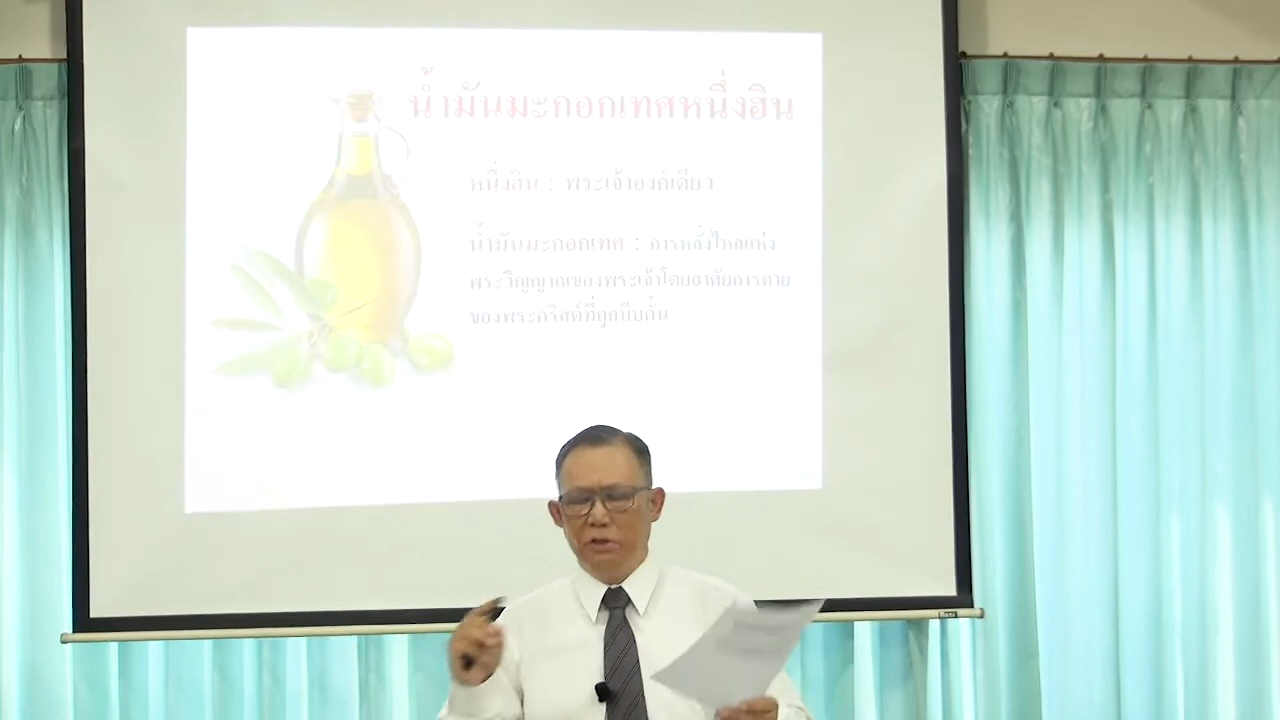 น้ำมันมะกอกเทศหนึ่งฮิน
หนึ่งฮิน : พระเจ้าองค์เดียว
น้ำมันมะกอกเทศ : การหลั่งไหลแห่ง
พระวิญญาณของพระเจ้าโดยอาศัยการตาย
ของพระคริสต์ที่ถูกบีบคั้น